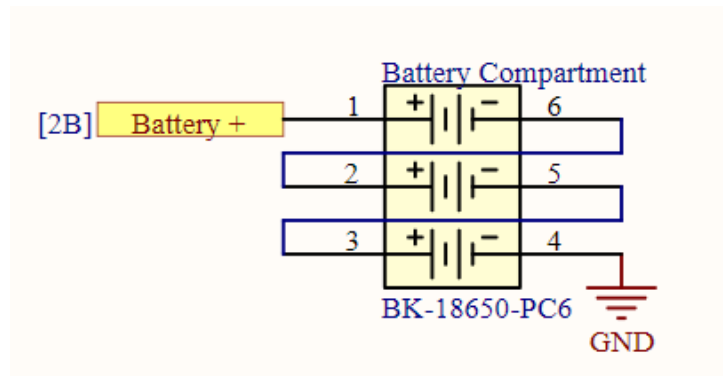 Battery Compartment
[2B] Battery + 1 + - 6
2 + - 5
3 + - 4
BK-18650-PC6
GND